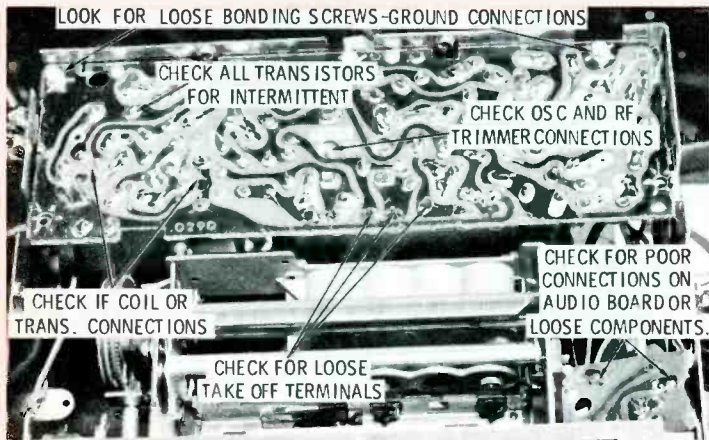 LOOK FOR LOOSE BONDING SCREWS-GROUND CONNECTIONS
CHECK ALL TRANSISTORS
FOR INTERMITTENT
CHECK OSC AND RF
TRIMMER CONNECTIONS
.0290
CHECK IF COIL OR
TRANS. CONNECTIONS
CHECK FOR LOOSE
TAKE OFF TERMINALS
CHECK FOR POOR
CONNECTIONS ON
AUDIO BOARD OR
LOOSE COMPONENTS.